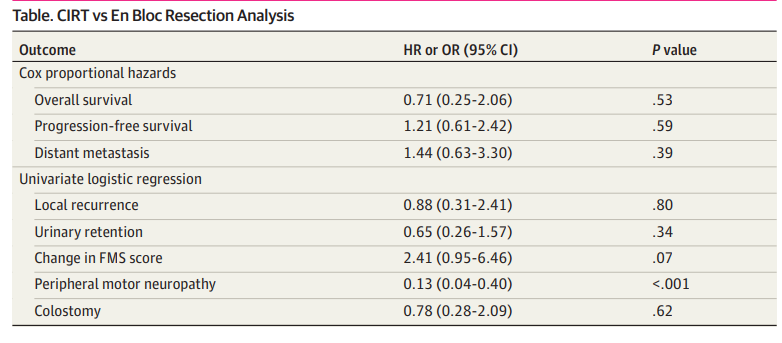 Table. CIRT vs En Bloc Resection Analysis
Outcome HR or OR (95% CI) P value
Cox proportional hazards
Overall survival 0.71 (0.25-2.06) .53
Progression-free survival 1.21 (0.61-2.42) .59
Distant metastasis 1.44 (0.63-3.30) .39
Univariate logistic regression
Local recurrence 0.88 (0.31-2.41) .80
Urinary retention 0.65 (0.26-1.57) .34
Change in FMS score 2.41 (0.95-6.46) .07
Peripheral motor neuropathy 0.13 (0.04-0.40) <.001
Colostomy 0.78 (0.28-2.09) .62